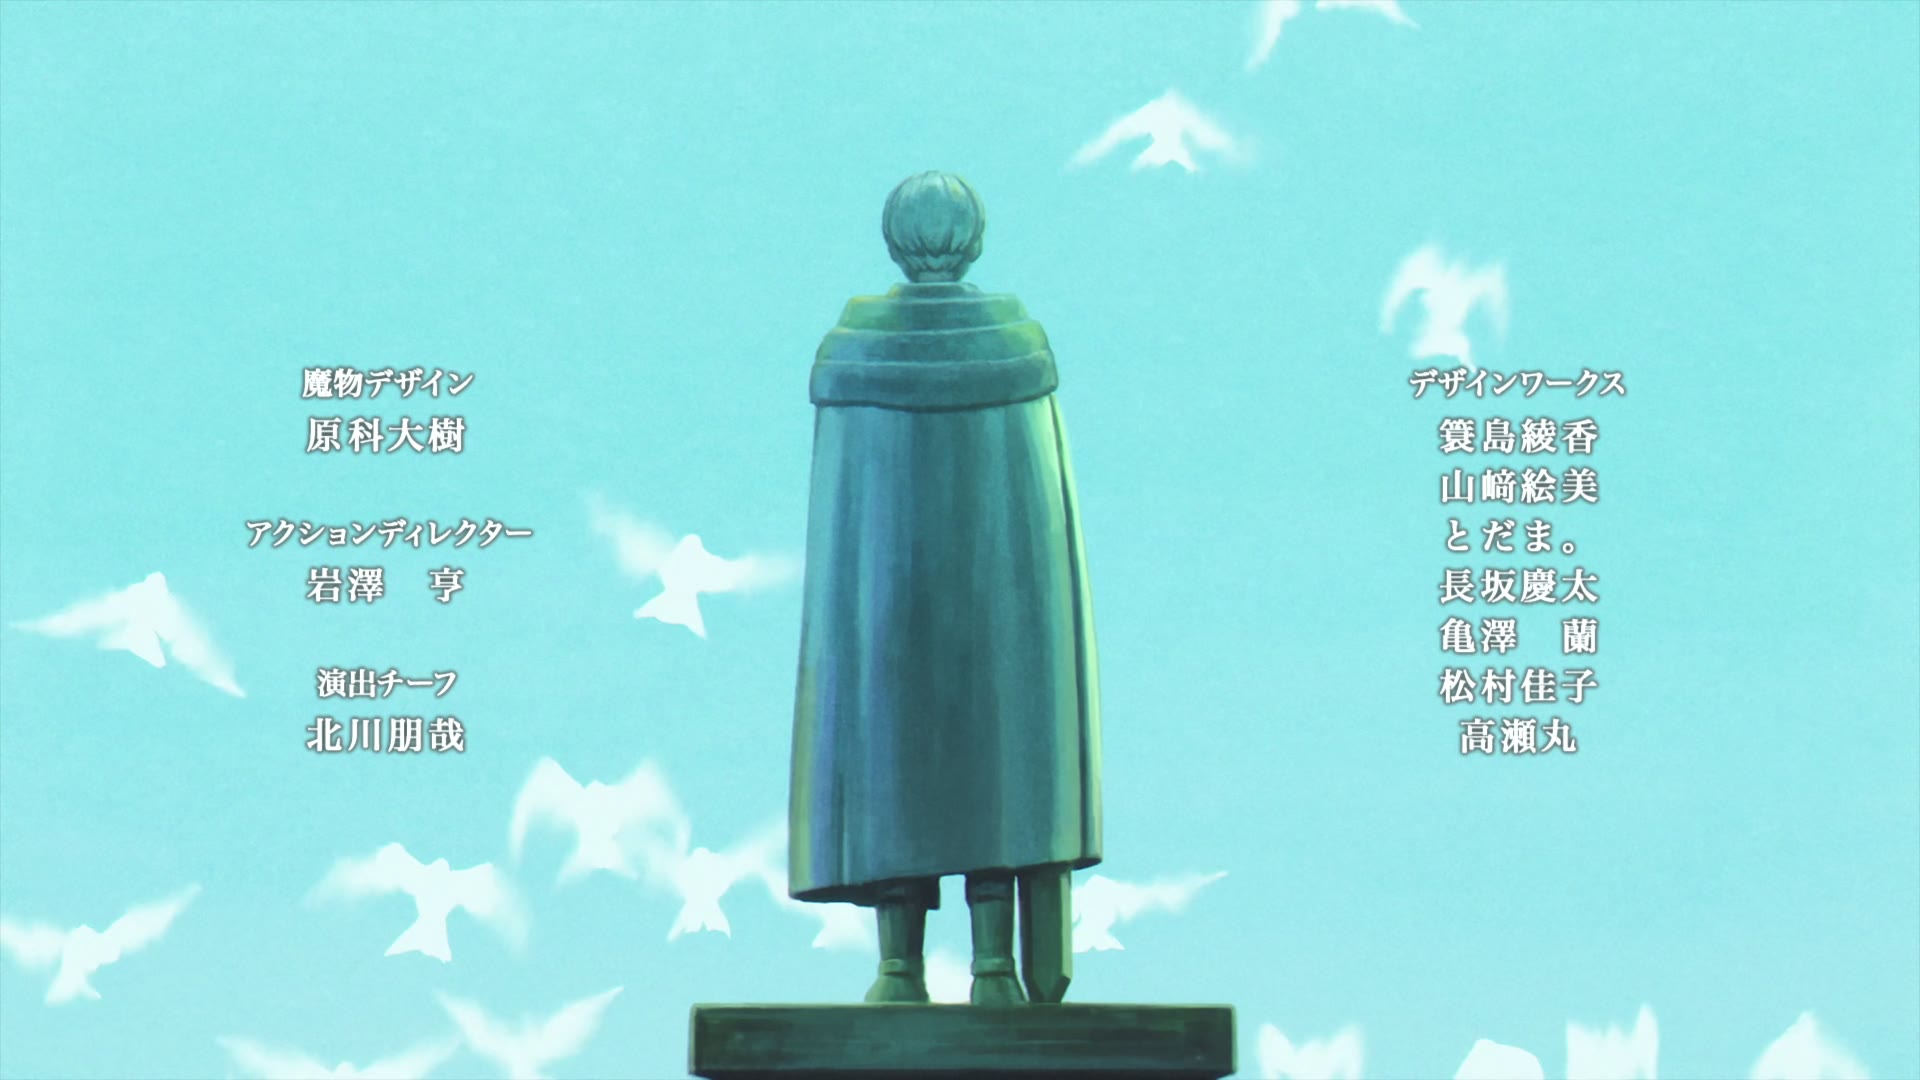 魔物デザイン
原科大樹
アクションディレクター
岩澤　亨
演出チーフ
北川朋哉
デザインワークス
簑島綾香
山﨑絵美
とだま。
長坂慶太
亀澤　蘭
松村佳子
高瀬丸